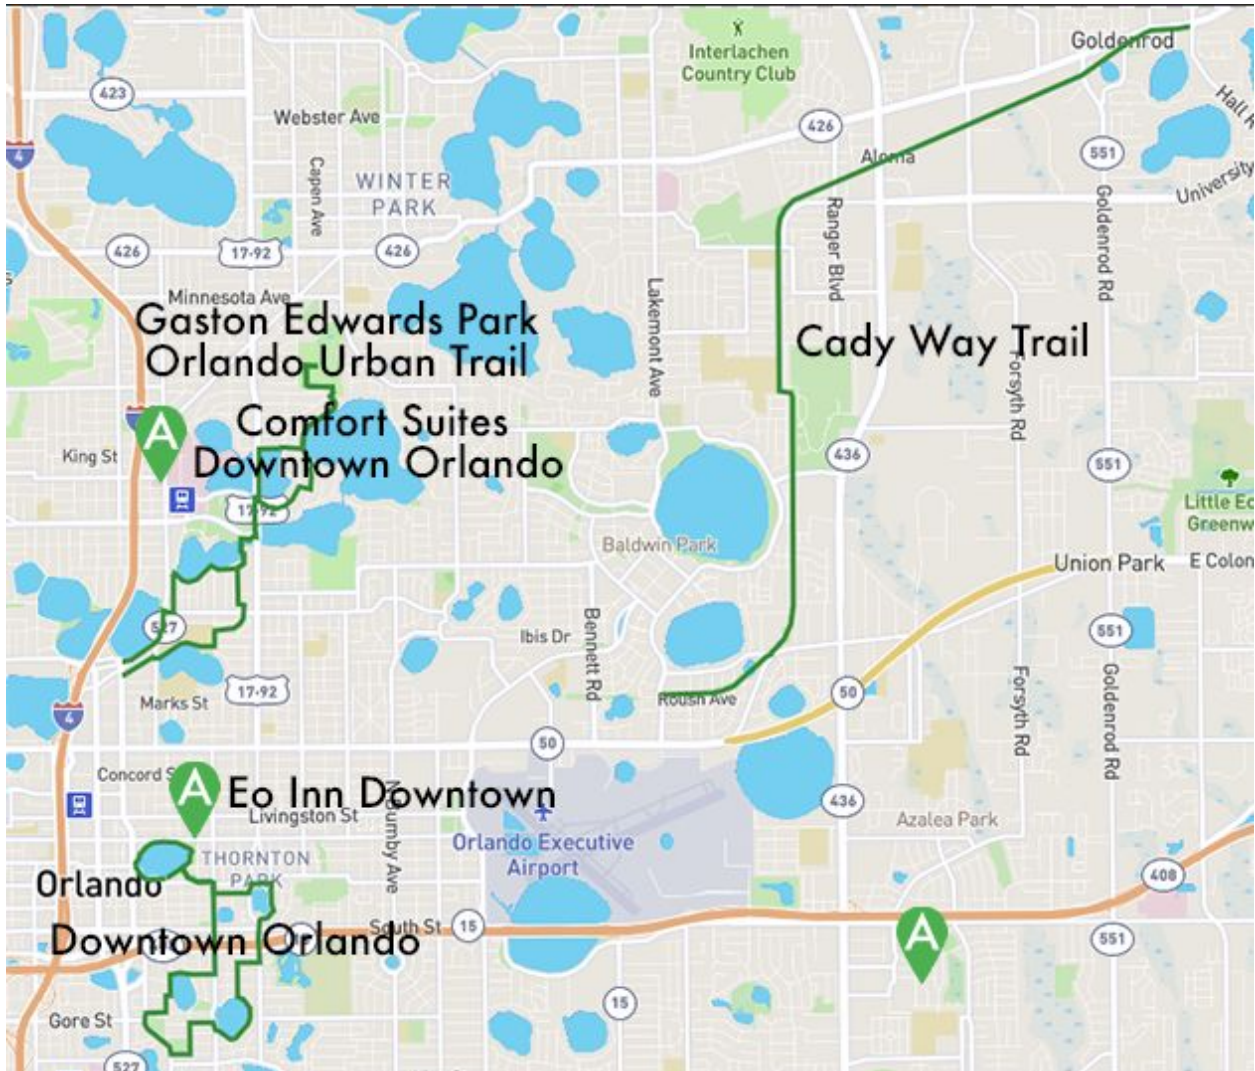 Goldenrod
Interlachen
Country Club
423
Webster Ave
426
Hall
4
Aloma
551
Capen Ave
WINTER
PARK
University
Ranger Blvd
Goldenrod Rd
426
17-92
426
Minnesota Ave
Lakemont Ave
Gaston Edwards Park
Orlando Urban Trail
Cady Way Trail
Forsyth Rd
A
Comfort Suites
Downtown Orlando
King St
436
551
17-92
Little Ec
Greenw
Baldwin Park
Union Park
E Colon
527
Ibis Dr
Bennett Rd
551
17-92
Marks St
Roush Ave
50
Forsyth Rd
Goldenrod Rd
4
50
Concord S
A
Eo Inn Downtown
Livingston St
N Bumby Ave
436
Azalea Park
Orlando Executive
Airport
THORNTON
PARK
Orlando
408
South St
15
Downtown Orlando
A
551
15
Gore St
527